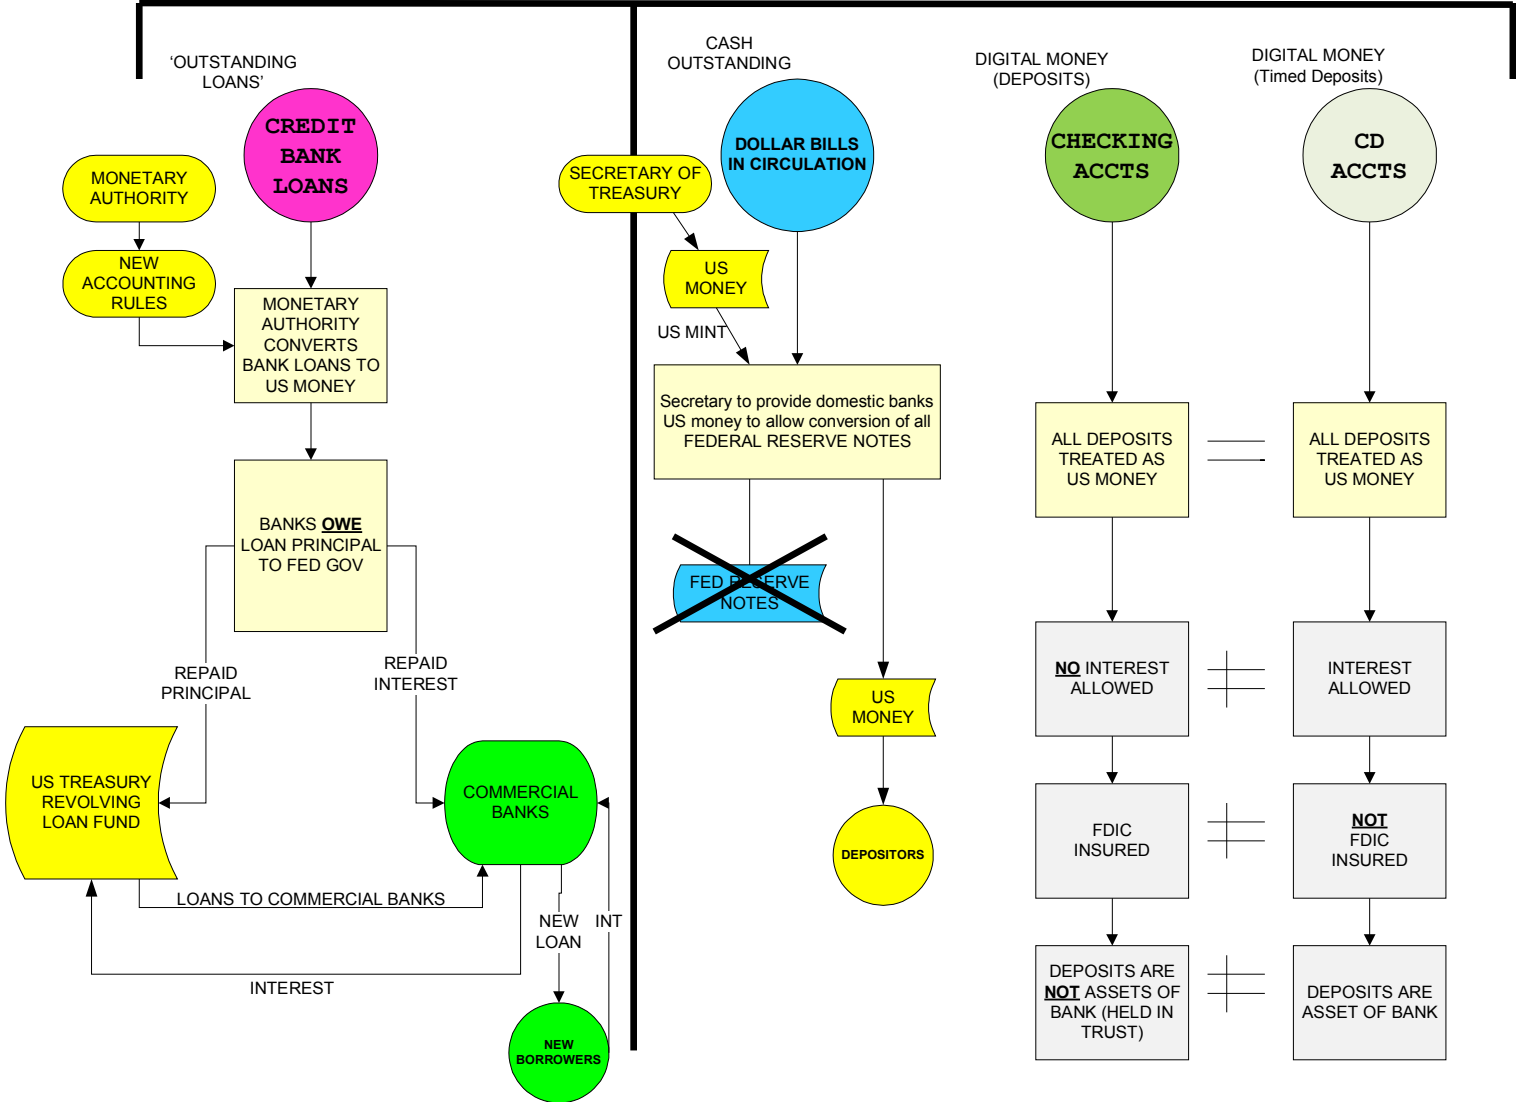 'OUTSTANDING
LOANS'
CREDIT
BANK
LOANS
MONETARY
AUTHORITY
NEW
ACCOUNTING
RULES
MONETARY
AUTHORITY
CONVERTS
BANK LOANS TO
US MONEY
BANKS OWE
LOAN PRINCIPAL
TO FED GOV
REPAID
PRINCIPAL
REPAID
INTEREST
US TREASURY
REVOLVING
LOAN FUND
COMMERCIAL
BANKS
LOANS TO COMMERCIAL BANKS
INTEREST
NEW
LOAN
INT
NEW
BORROWERS
CASH
OUTSTANDING
DOLLAR BILLS
IN CIRCULATION
SECRETARY OF
TREASURY
US
MONEY
US MINT
Secretary to provide domestic banks
US money to allow conversion of all
FEDERAL RESERVE NOTES
FED RESERVE
NOTES
US
MONEY
DEPOSITORS
DIGITAL MONEY
(DEPOSITS)
CHECKING
ACCTS
ALL DEPOSITS
TREATED AS
US MONEY
NO INTEREST
ALLOWED
FDIC
INSURED
DEPOSITS ARE
NOT ASSETS OF
BANK (HELD IN
TRUST)
DIGITAL MONEY
(Timed Deposits)
CD
ACCTS
ALL DEPOSITS
TREATED AS
US MONEY
INTEREST
ALLOWED
NOT
FDIC
INSURED
DEPOSITS ARE
ASSET OF BANK